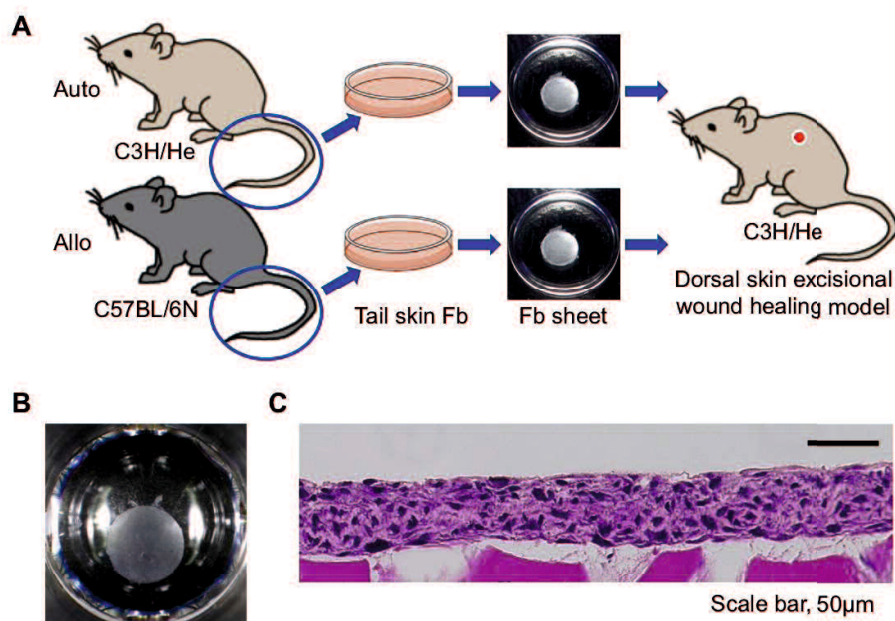 A
Auto
C3H/He
Allo
C57BL/6N
Tail skin Fb
Fb sheet
C3H/He
Dorsal skin excisional
wound healing model
B
C
Scale bar, 50µm